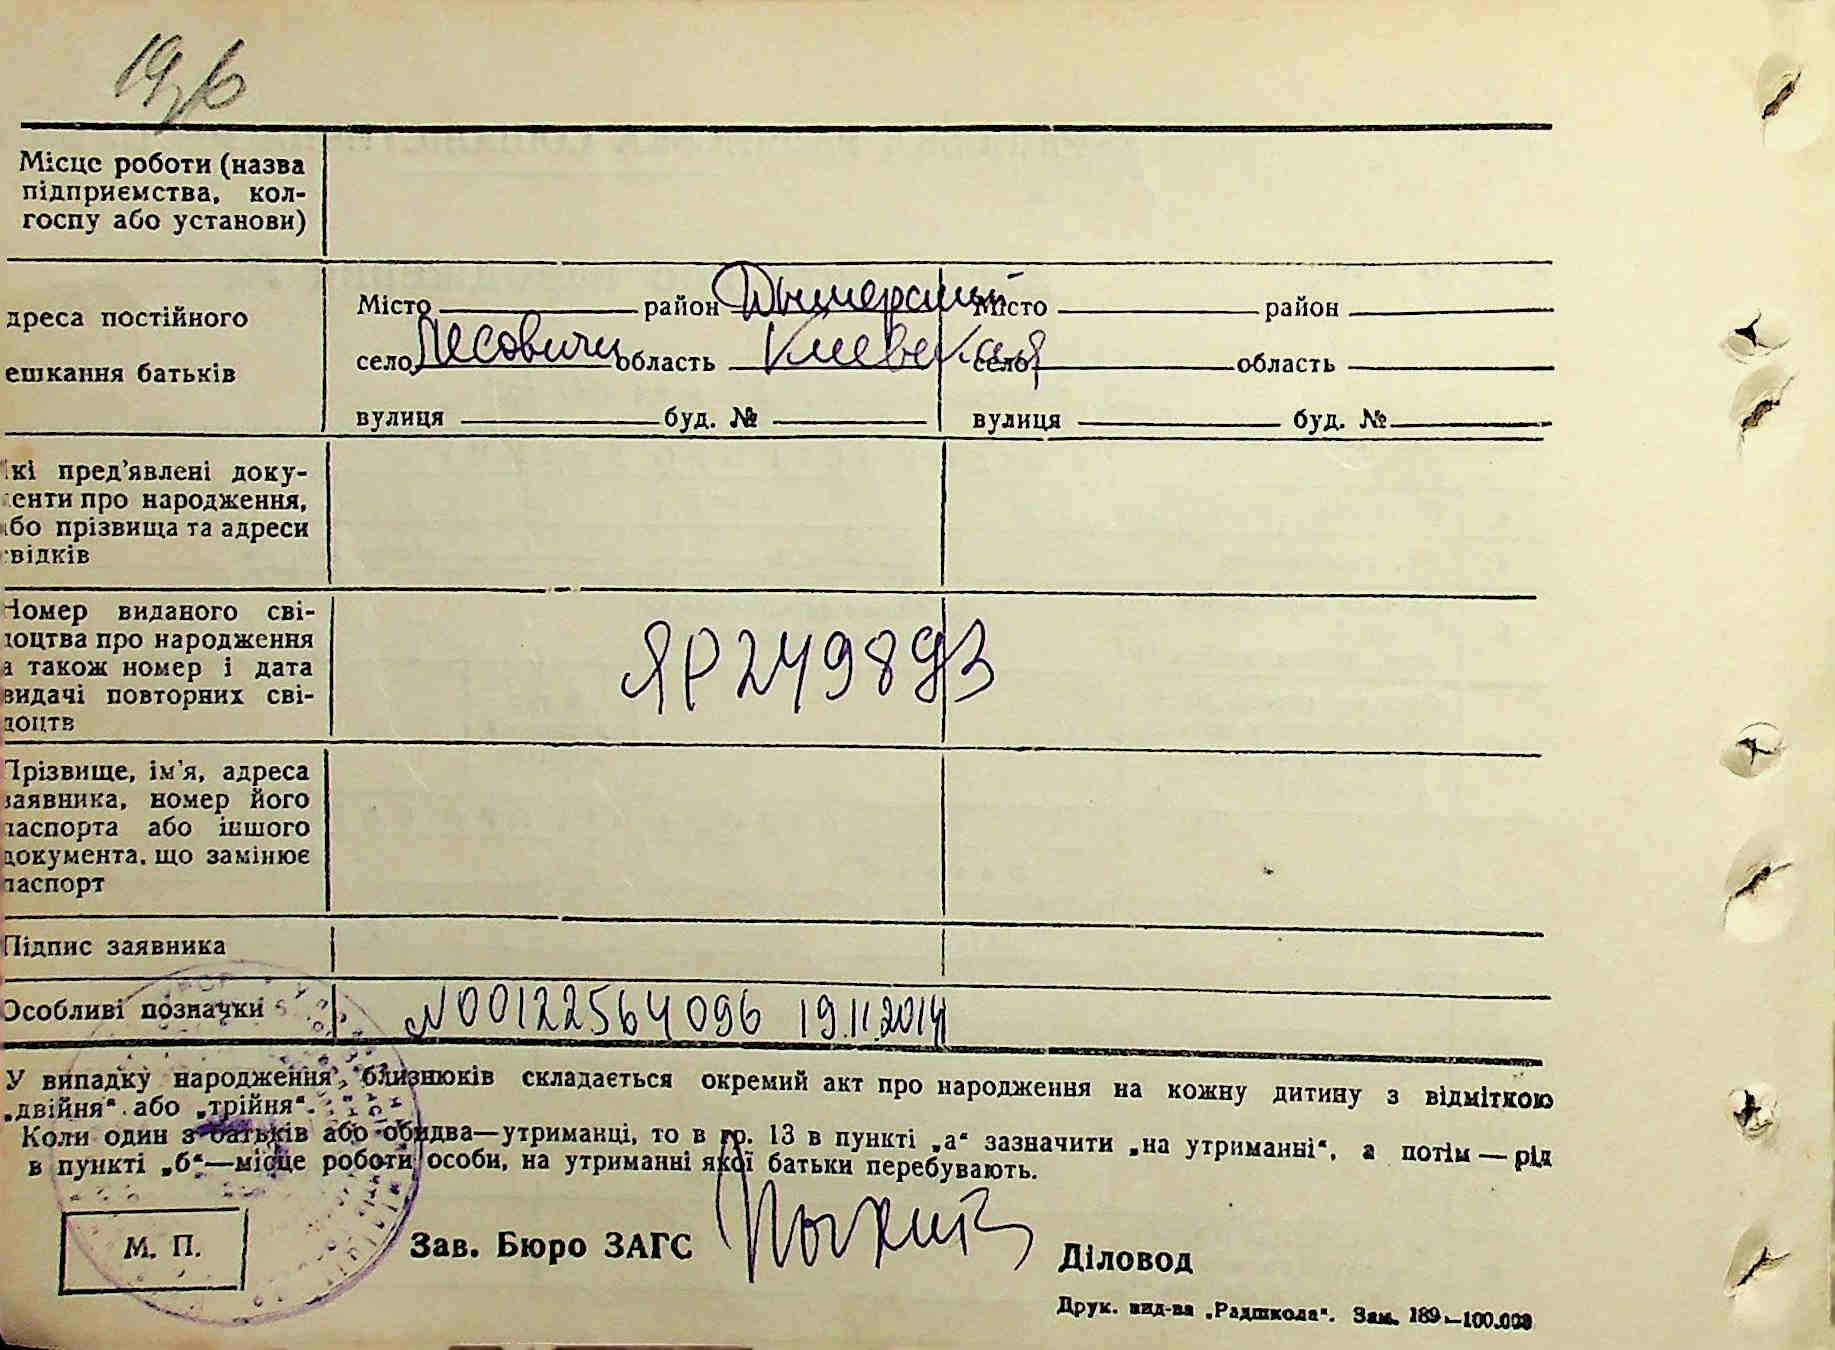 Місце роботи (назва
підприємства, кол-
госпу або установи)
дреса постійного
ешкання батьків
Місто район Дымерский Місто район
село Лесовичи область Киевская село область
вулиця буд. № вулиця буд. №
кі пред’явлені доку-
енти про народження,
бо прізвища та адреси
відків
Номер виданого сві-
доцтва про народження
а також номер і дата
видачі повторних сві-
доцтв
ЯР 249893
Прізвище, ім’я, адреса
заявника, номер його
паспорта або іншого
документа, що замінює
паспорт
Підпис заявника
Особливі позначки N00122564096 19.11.2014
У випадку народження близнюків складається окремий акт про народження на кожну дитину з відміткою
„двійня“ або „трійня“.
Коли один з батьків або обидва—утриманці, то в гр. 13 в пункті „а“ зазначити „на утриманні“, а потім — рід
в пункті „б“—місце роботи особи, на утриманні якої батьки перебувають.
М. П.
Зав. Бюро ЗАГС
Діловод
Друк. вид-ва „Радшкола“. Зам. 189—100.000